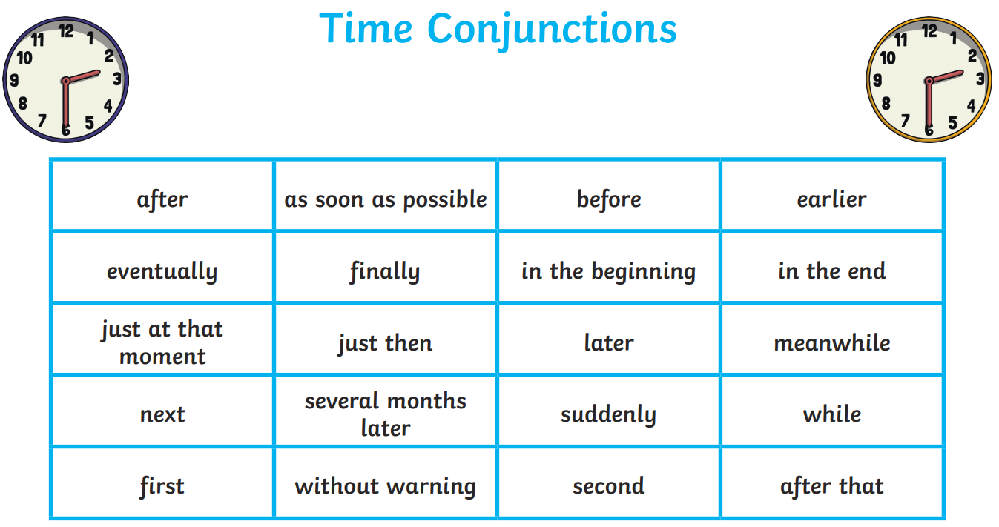 Time Conjunctions
12
11
1
10
2
9
3
8
4
7
5
6
12
11
1
10
2
9
3
8
4
7
5
6
after
as soon as possible
before
earlier
eventually
finally
in the beginning
in the end
just at that
moment
just then
later
meanwhile
next
several months
later
suddenly
while
first
without warning
second
after that